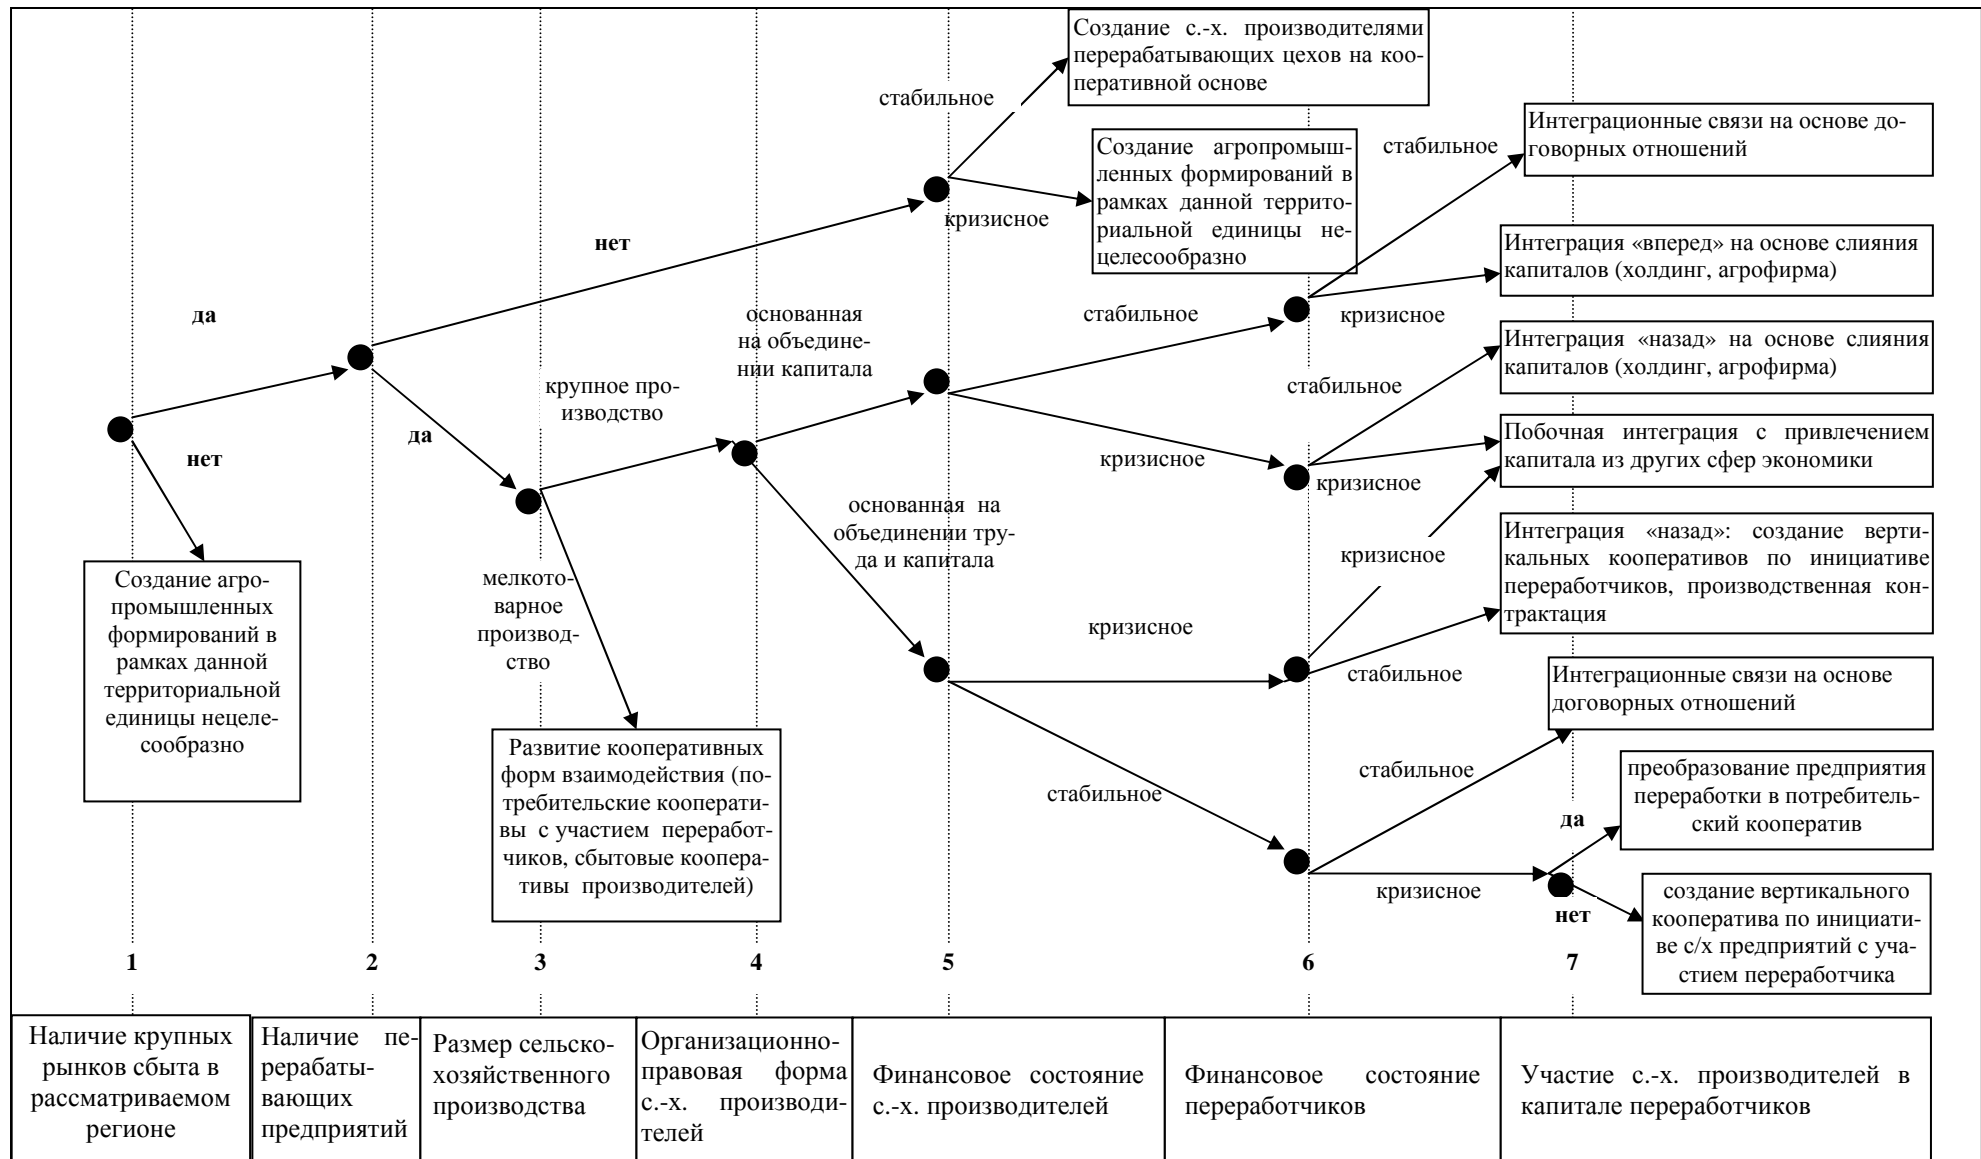 Создание с.-х. производителями
перерабатывающих цехов на коо-
перативной основе
стабильное
Интеграционные связи на основе до-
говорных отношений
стабильное
Создание агропромыш-
ленных формирований в
рамках данной террито-
риальной единицы не-
целесообразно
кризисное
нет
Интеграция «вперед» на основе слияния
капиталов (холдинг, агрофирма)
да
основанная
на объедине-
нии капитала
стабильное
кризисное
Интеграция «назад» на основе слияния
капиталов (холдинг, агрофирма)
крупное про-
изводство
стабильное
да
нет
кризисное
Побочная интеграция с привлечением
капитала из других сфер экономики
кризисное
основанная на
объединении тру-
да и капитала
Интеграция «назад»: создание верти-
кальных кооперативов по инициативе
переработчиков, производственная кон-
трактация
кризисное
Создание агро-
промышленных
формирований в
рамках данной
территориальной
единицы нецеле-
сообразно
мелкото-
варное
производ-
ство
кризисное
стабильное
Интеграционные связи на основе
договорных отношений
Развитие кооперативных
форм взаимодействия (по-
требительские кооперати-
вы с участием переработ-
чиков, сбытовые коопера-
тивы производителей)
стабильное
стабильное
преобразование предприятия
переработки в потребитель-
ский кооператив
да
кризисное
нет
создание вертикального
кооператива по инициати-
ве с/х предприятий с уча-
стием переработчика
1
2
3
4
5
6
7
Наличие крупных
рынков сбыта в
рассматриваемом
регионе
Наличие пе-
рерабаты-
вающих
предприятий
Размер сельско-
хозяйственного
производства
Организационно-
правовая форма
с.-х. производи-
телей
Финансовое состояние
с.-х. производителей
Финансовое состояние
переработчиков
Участие с.-х. производителей в
капитале переработчиков